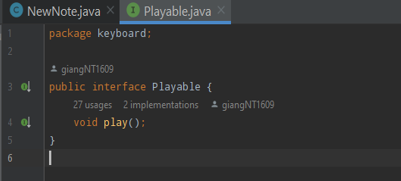 NewNote.java Playable.java
1 package keyboard;
2
giangNT1609
3 public interface Playable {
27 usages 2 implementations giangNT1609
4 void play();
5 }
6